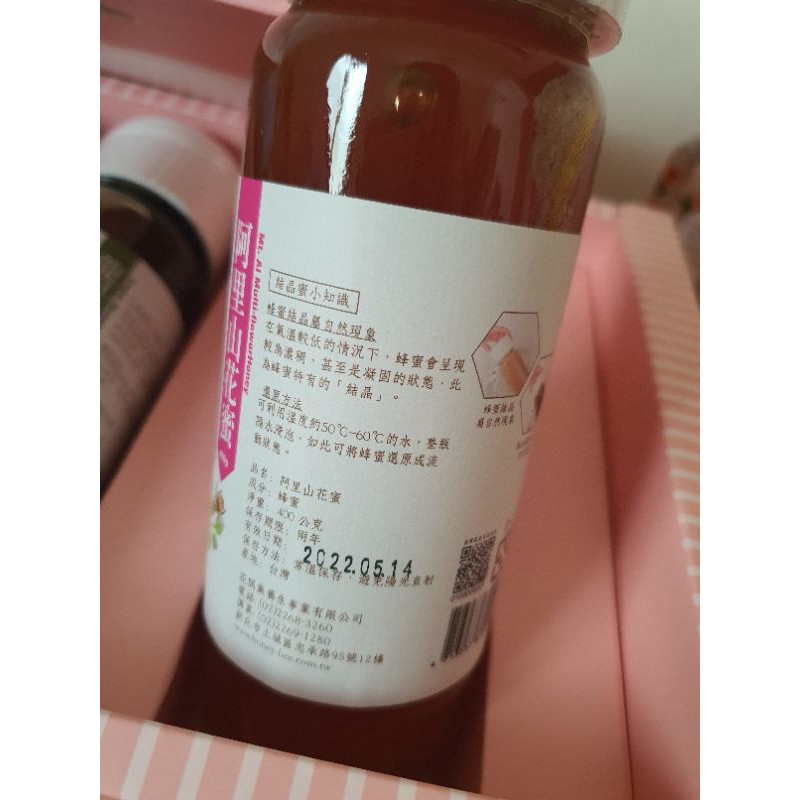 Mt. Al Multi-flower Honey
阿里山花蜜
結晶蜜小知識
蜂蜜結晶屬自然現象
在氣溫較低的情況下，蜂蜜會呈現
較為濃稠，甚至是凝固的狀態，此
為蜂蜜特有的「結晶」。
還原方法
可利用溫度約50℃-60℃的水，整瓶
隔水浸泡，如此可將蜂蜜還原成流
動狀態。
品名：阿里山花蜜
成分：蜂蜜
淨重：400公克
保存期限：兩年
有效日期：2022.05.14
保存方法：常溫保存，避免陽光直射
產地：台灣
養生事業有限公司
電話：(02)2268-3260
傳真：(02)2269-1280
新北市土城區忠承路95號12樓
www.honey-bee.com.tw
蜂蜜結晶
屬自然現象